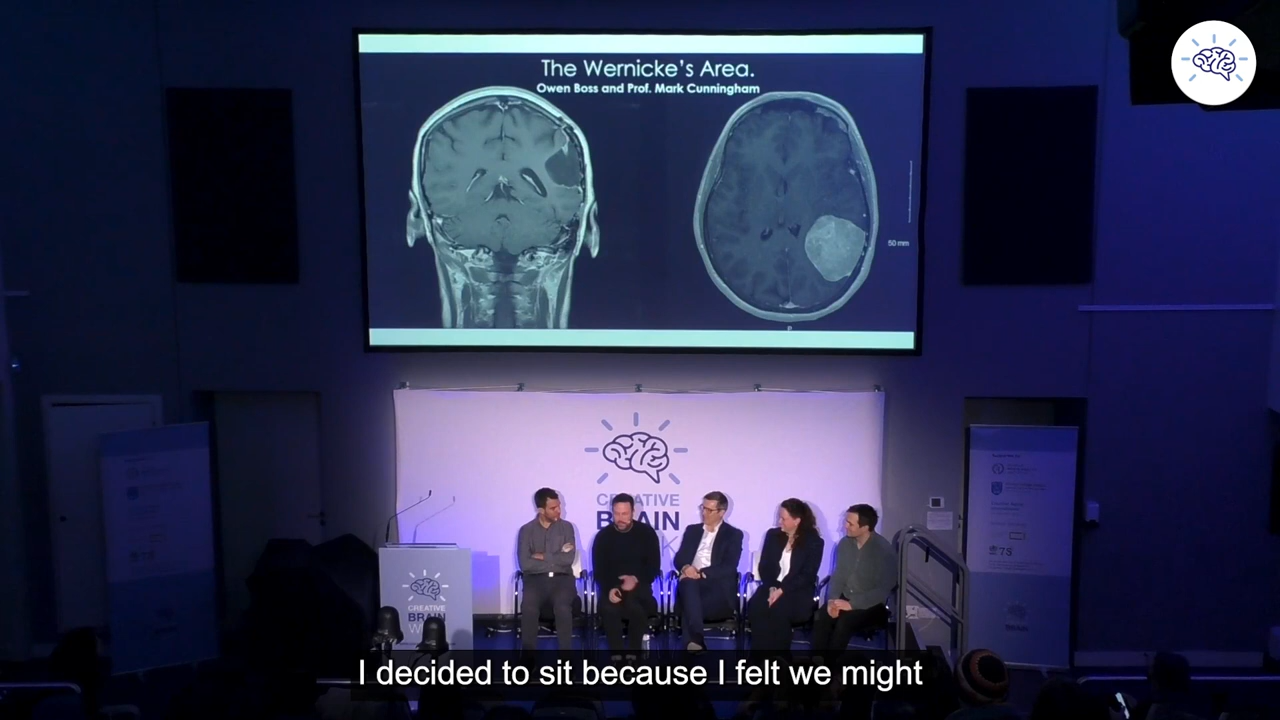 The Wernicke's Area.
Owen Boss and Prof. Mark Cunningham
50 mm
CREATIVE
BRAIN
75
CREATIVE
BRAIN
I decided to sit because I felt we might